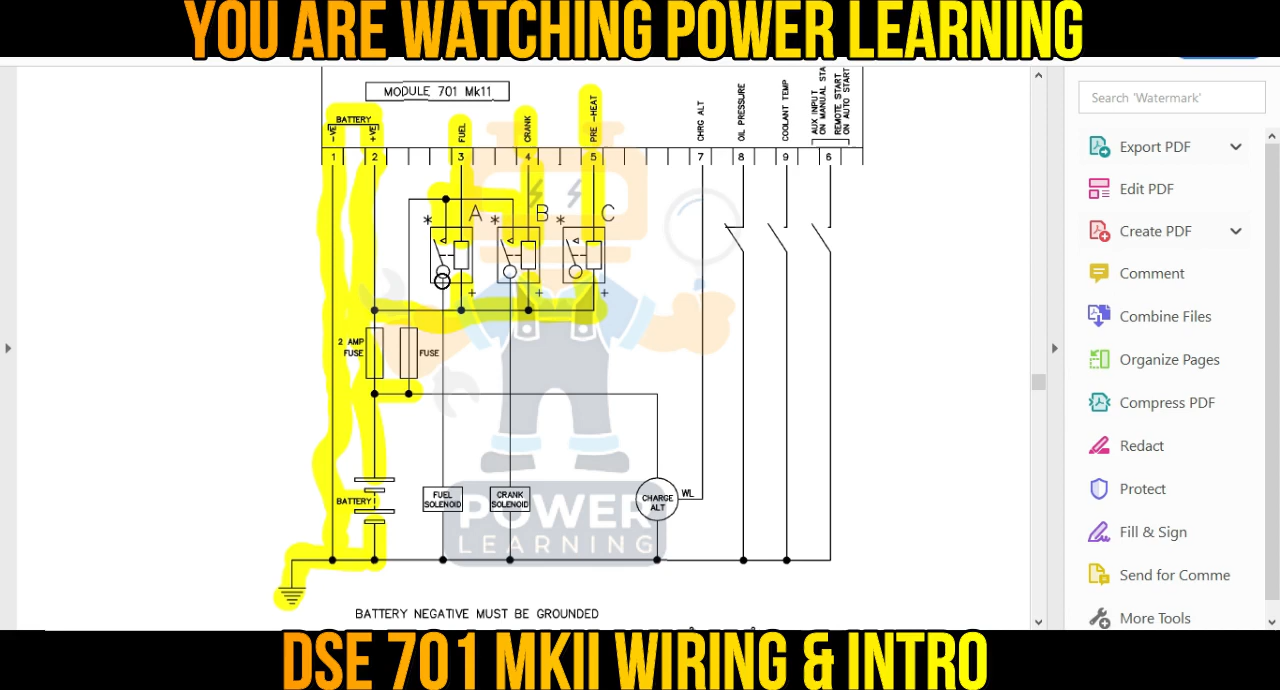 YOU ARE WATCHING POWER LEARNING
MODULE 701 Mk11
BATTERY
-VE
+VE
FUEL
CRANK
PRE -HEAT
CHRG ALT
OIL PRESSURE
COOLANT TEMP
AUX INPUT
ON MANUAL STA
REMOTE START
ON AUTO START
1 2 3 4 5 7 8 9 6
* A * B * C
+ + +
2 AMP
FUSE
FUSE
BATTERY
FUEL
SOLENOID
CRANK
SOLENOID
CHARGE
ALT
WL
POWER
LEARNING
BATTERY NEGATIVE MUST BE GROUNDED
Search 'Watermark'
Export PDF
Edit PDF
Create PDF
Comment
Combine Files
Organize Pages
Compress PDF
Redact
Protect
Fill & Sign
Send for Comme
More Tools
DSE 701 MKII WIRING & INTRO